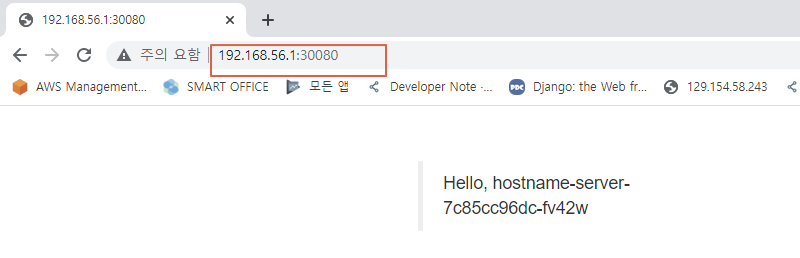 192.168.56.1:30080
주의 요함 192.168.56.1:30080
AWS Management... SMART OFFICE 모든 앱 Developer Note -... PDC Django: the Web fr... 129.154.58.243
Hello, hostname-server-
7c85cc96dc-fv42w